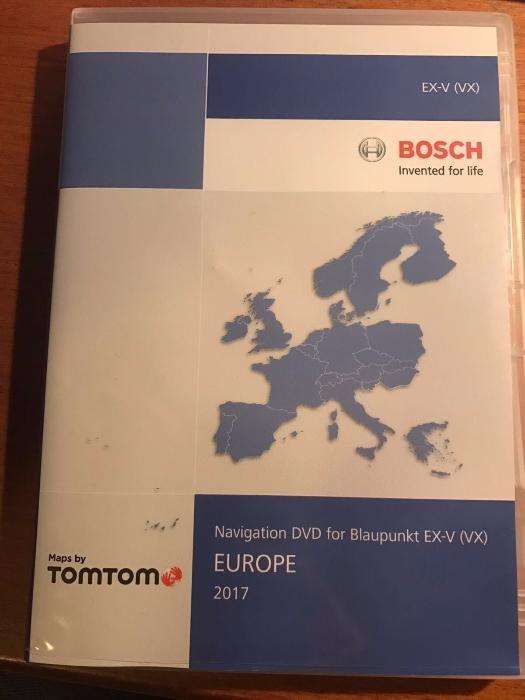 EX-V (VX)
BOSCH
Invented for life
Navigation DVD for Blaupunkt EX-V (VX)
EUROPE
2017
Maps by
TOMTOM